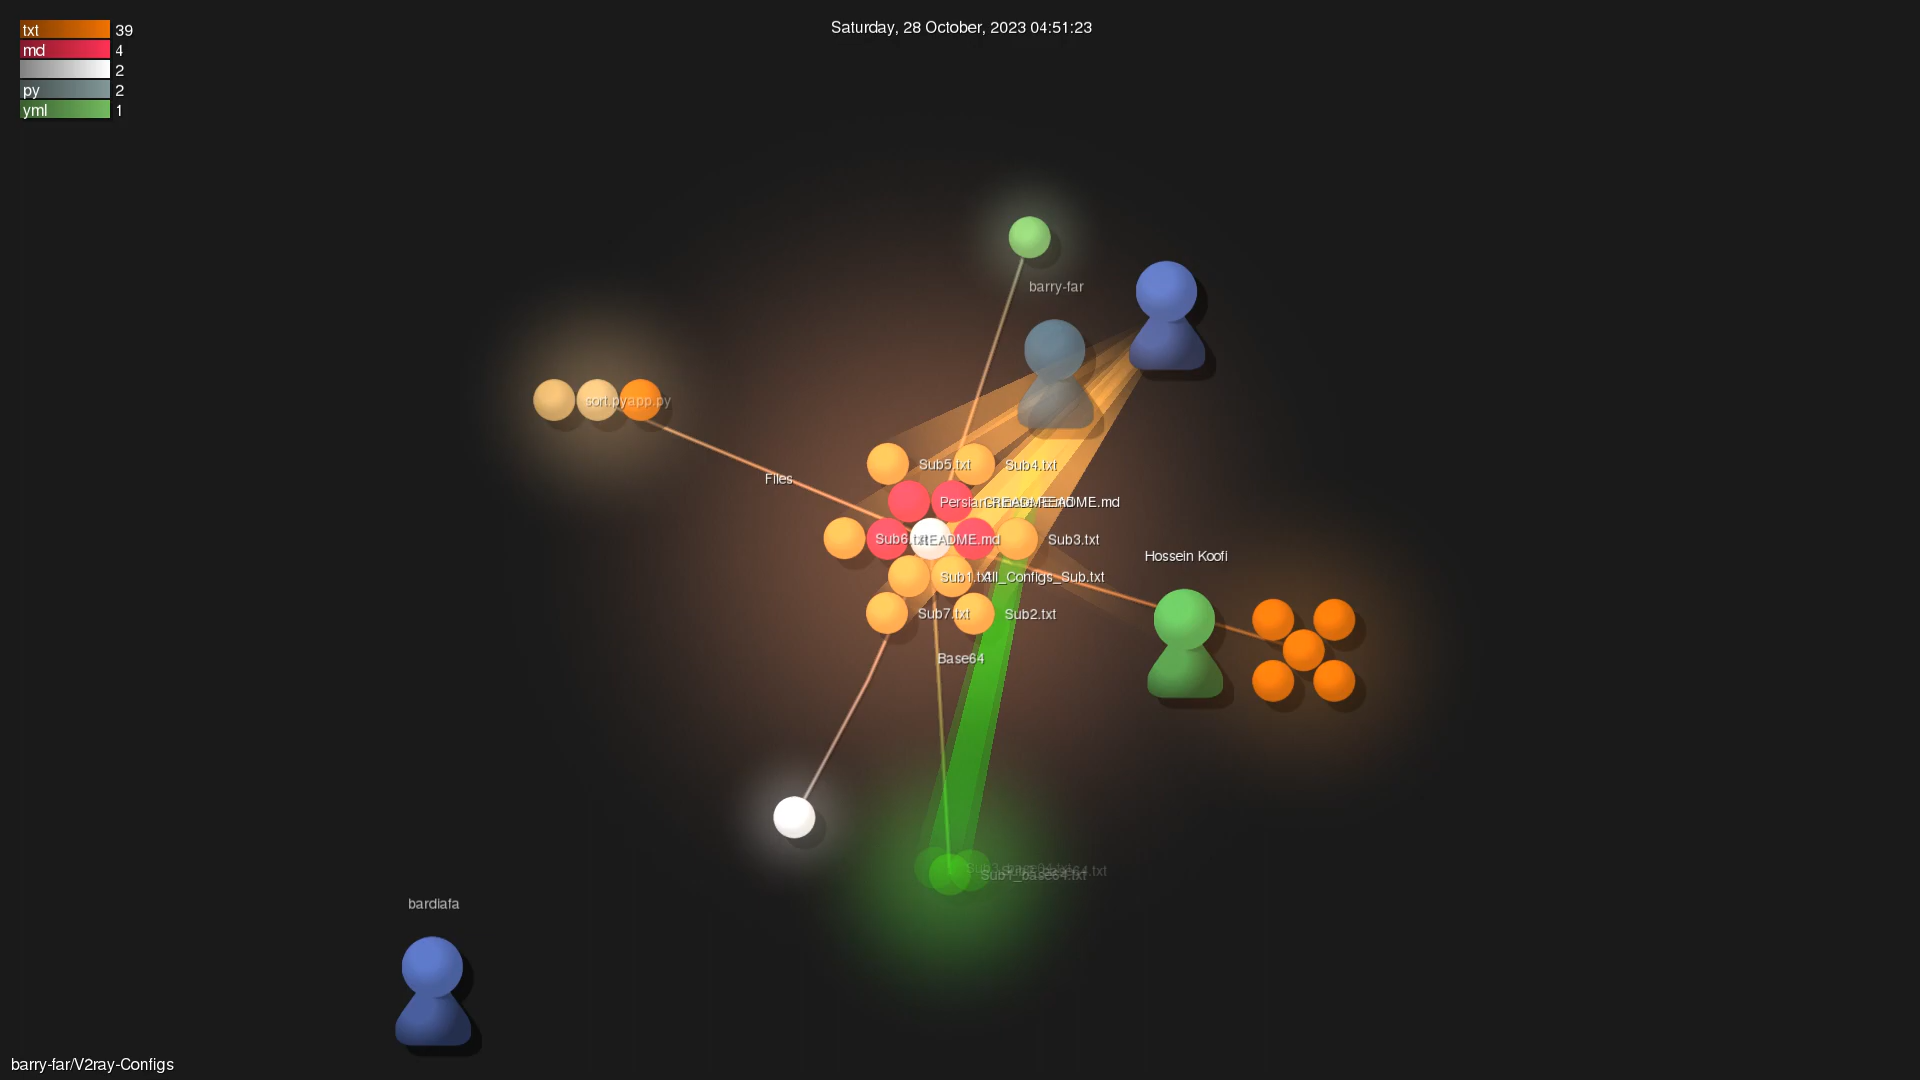 Saturday, 28 October, 2023 04:51:23
txt 39
md 4
2
py 2
yml 1
barry-far
sort.py
app.py
Files
Sub5.txt
Sub4.txt
README.md
Sub6.txt
README.md
Sub3.txt
Hossein Koofi
Sub1.txt
All_Configs_Sub.txt
Sub7.txt
Sub2.txt
Base64
Sub1_base64.txt
bardiafa
barry-far/V2ray-Configs